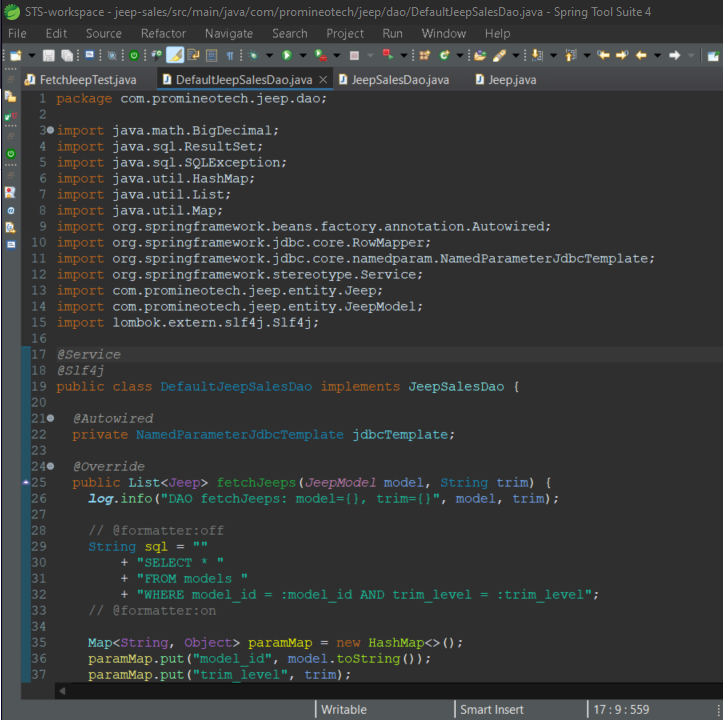 STS-workspace - jeep-sales/src/main/java/com/promineotech/jeep/dao/DefaultJeepSalesDao.java - Spring Tool Suite 4
File Edit Source Refactor Navigate Search Project Run Window Help
FetchJeepTest.java DefaultJeepSalesDao.java JeepSalesDao.java Jeep.java
1 package com.promineotech.jeep.dao;
2
3 import java.math.BigDecimal;
4 import java.sql.ResultSet;
5 import java.sql.SQLException;
6 import java.util.HashMap;
7 import java.util.List;
8 import java.util.Map;
9 import org.springframework.beans.factory.annotation.Autowired;
10 import org.springframework.jdbc.core.RowMapper;
11 import org.springframework.jdbc.core.namedparam.NamedParameterJdbcTemplate;
12 import org.springframework.stereotype.Service;
13 import com.promineotech.jeep.entity.Jeep;
14 import com.promineotech.jeep.entity.JeepModel;
15 import lombok.extern.slf4j.Slf4j;
16
17 @Service
18 @Slf4j
19 public class DefaultJeepSalesDao implements JeepSalesDao {
20
21 @Autowired
22 private NamedParameterJdbcTemplate jdbcTemplate;
23
24 @Override
25 public List<Jeep> fetchJeeps(JeepModel model, String trim) {
26 log.info("DAO fetchJeeps: model={}, trim={}", model, trim);
27
28 // @formatter:off
29 String sql = ""
30 + "SELECT * "
31 + "FROM models "
32 + "WHERE model_id = :model_id AND trim_level = :trim_level";
33 // @formatter:on
34
35 Map<String, Object> paramMap = new HashMap<>();
36 paramMap.put("model_id", model.toString());
37 paramMap.put("trim_level", trim);
Writable Smart Insert 17 : 9 : 559